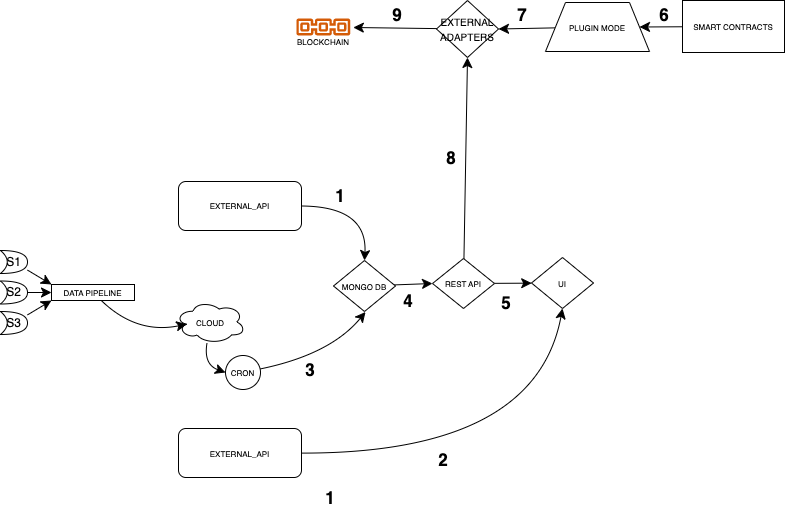 9
7
6
EXTERNAL
ADAPTERS
PLUGIN MODE
SMART CONTRACTS
BLOCKCHAIN
8
1
EXTERNAL_API
S1
S2
S3
DATA PIPELINE
MONGO DB
REST API
UI
4
5
CLOUD
CRON
3
EXTERNAL_API
2
1